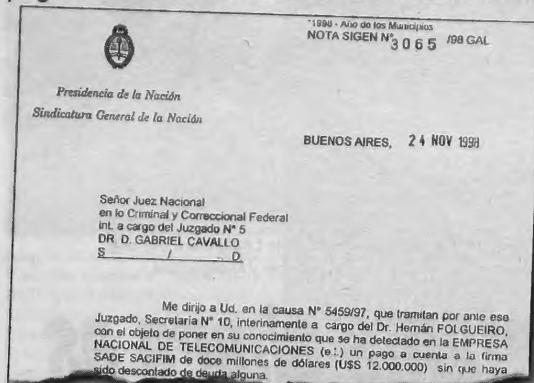 "1998 - Año de los Municipios
NOTA SIGEN N° 3065 /98 GAL
Presidencia de la Nación
Sindicatura General de la Nación
BUENOS AIRES, 24 NOV 1998
Señor Juez Nacional
en lo Criminal y Correccional Federal
int. a cargo del Juzgado N° 5
DR. D. GABRIEL CAVALLO
S / D
Me dirijo a Ud. en la causa N° 5459/97, que tramitan por ante ese
Juzgado, Secretaría N° 10, interinamente a cargo del Dr. Hernán FOLGUEIRO,
con el objeto de poner en su conocimiento que se ha detectado en la EMPRESA
NACIONAL DE TELECOMUNICACIONES (e.l.) un pago a cuenta a la firma
SADE SACIFIM de doce millones de dólares (U$S 12.000.000) sin que haya
sido descontado de deuda alguna.